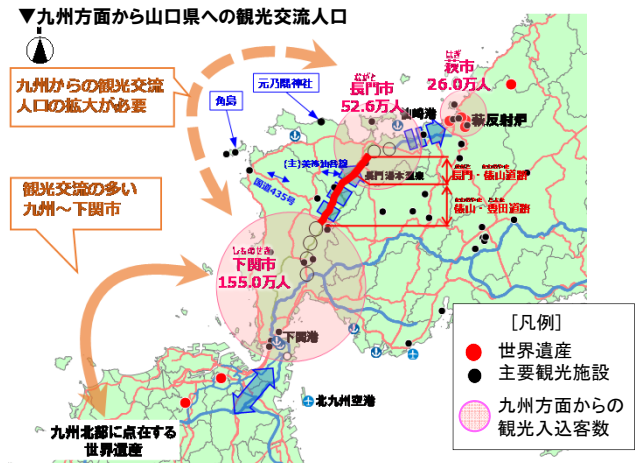 ▼九州方面から山口県への観光交流人口
九州からの観光交流
人口の拡大が必要
角島
元乃隅神社
ながと
長門市
52.6万人
はぎ
萩市
26.0万人
仙崎港
萩反射炉
国道435号
長門湯本温泉
長門・俵山道路
俵山・豊田道路
観光交流の多い
九州～下関市
しものせき
下関市
155.0万人
下関港
北九州空港
九州北部に点在する
世界遺産
[凡例]
世界遺産
主要観光施設
九州方面からの
観光入込客数